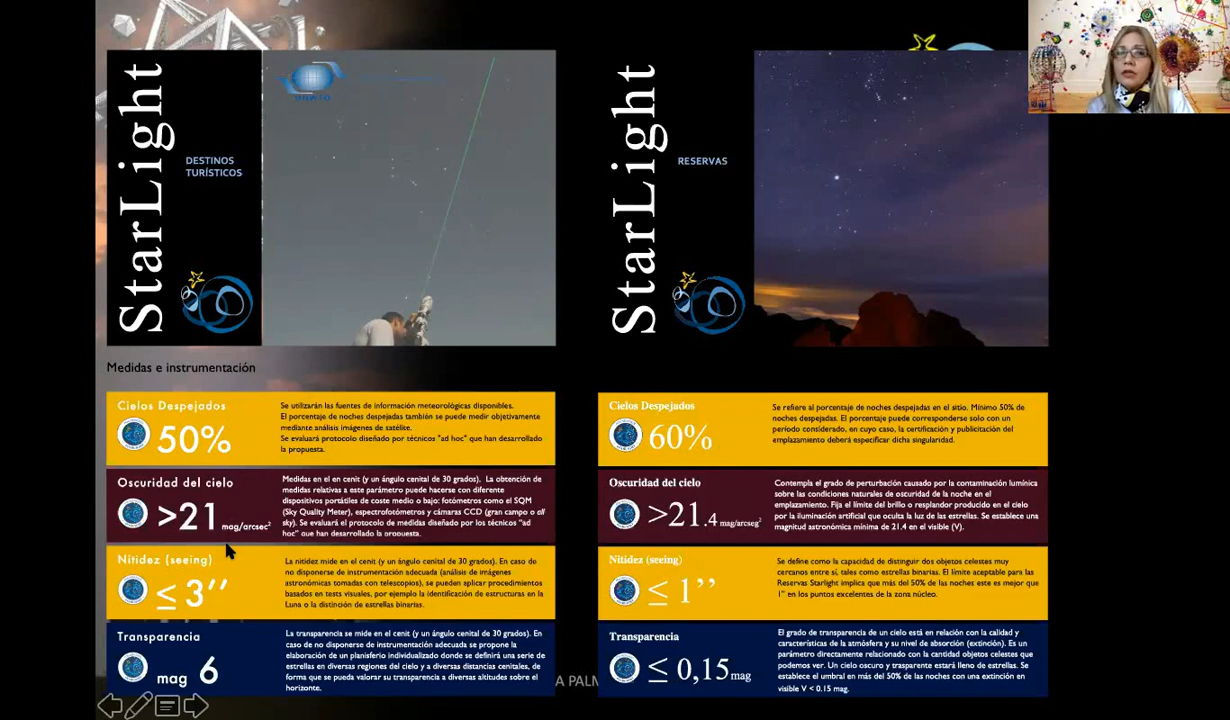 StarLight
DESTINOS
TURÍSTICOS
StarLight
RESERVAS
Medidas e instrumentación
Cielos Despejados
50%
Se utilizarán las fuentes de información meteorológicas disponibles.
El porcentaje de noches despejadas también se puede medir objetivamente
mediante análisis imágenes de satélite.
Se evaluará protocolo diseñado por técnicos "ad hoc" que han desarrollado
la propuesta.
Oscuridad del cielo
>21 mag/arcsec²
Medidas en el en cenit (y un ángulo cenital de 30 grados). La obtención de
medidas relativas a este parámetro puede hacerse con diferente
dispositivos portátiles de coste medio o bajo: fotómetros como el SQM
(Sky Quality Meter), espectrofotómetros y cámaras CCD (gran campo o all
sky). Se evaluará el protocolo de medidas diseñado por los técnicos "ad
hoc" que han desarrollado la propuesta.
Nitidez (seeing)
≤ 3’’
La nitidez mide en el cenit (y un ángulo cenital de 30 grados). En caso de
no disponerse de instrumentación adecuada (análisis de imágenes
astronómicas tomadas con telescopios), se pueden aplicar procedimientos
basados en tests visuales, por ejemplo la identificación de estructuras en la
Luna o la distinción de estrellas binarias.
Transparencia
mag 6
La transparencia se mide en el cenit (y un ángulo cenital de 30 grados). En
caso de no disponerse de instrumentación adecuada se propone la
elaboración de un planisferio individualizado donde se definirá una serie de
estrellas en diversas regiones del cielo y a diversas distancias cenitales, de
forma que se pueda valorar su transparencia a diversas altitudes sobre el
horizonte.
Cielos Despejados
60%
Se refiere al porcentaje de noches despejadas en el sitio. Mínimo 50% de
noches despejadas. El porcentaje puede corresponderse solo con un
período considerado, en cuyo caso, la certificación y publicitación del
emplazamiento deberá especificar dicha singularidad.
Oscuridad del cielo
>21.4 mag/arcseg²
Contempla el grado de perturbación causado por la contaminación lumínica
sobre las condiciones naturales de oscuridad de la noche en el
emplazamiento. Fija el límite del brillo o resplandor producido en el cielo
por la iluminación artificial que oculta la luz de las estrellas. Se establece una
magnitud astronómica mínima de 21.4 en el visible (V).
Nitidez (seeing)
≤ 1’’
Se define como la capacidad de distinguir dos objetos celestes muy
cercanos entre sí, tales como estrellas binarias. El límite aceptable para las
Reservas Starlight implica que más del 50% de las noches este es mejor que
1" en los puntos excelentes de la zona núcleo.
Transparencia
≤ 0,15 mag
El grado de transparencia de un cielo está en relación con la calidad y
características de la atmósfera y su nivel de absorción (extinción). Es un
parámetro directamente relacionado con la cantidad objetos celestes que
podemos ver. Un cielo oscuro y trasparente estará lleno de estrellas. Se
establece el umbral en más del 50% de las noches con una extinción en
visible V < 0.15 mag.
A PALM